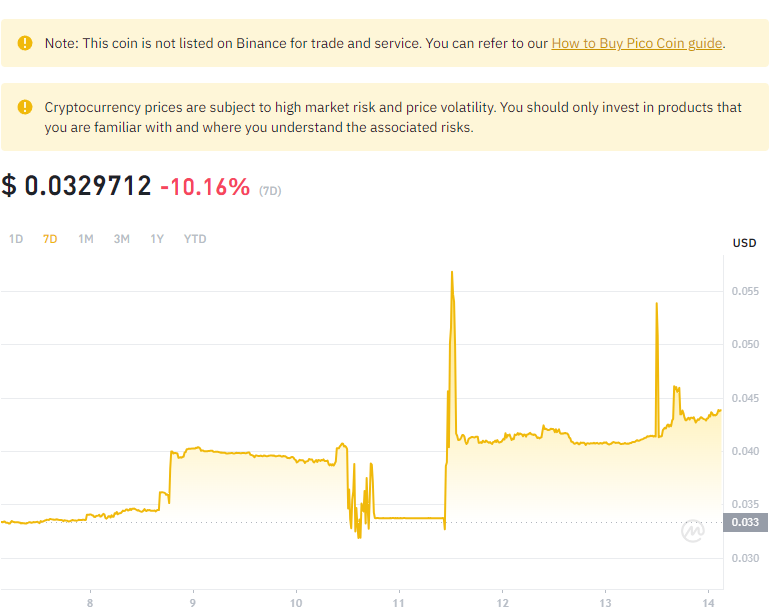 Note: This coin is not listed on Binance for trade and service. You can refer to our How to Buy Pico Coin guide.
Cryptocurrency prices are subject to high market risk and price volatility. You should only invest in products that
you are familiar with and where you understand the associated risks.
$ 0.0329712 -10.16% (7D)
1D 7D 1M 3M 1Y YTD
USD
0.055
0.050
0.045
0.040
0.035
0.033
0.030
8 9 10 11 12 13 14